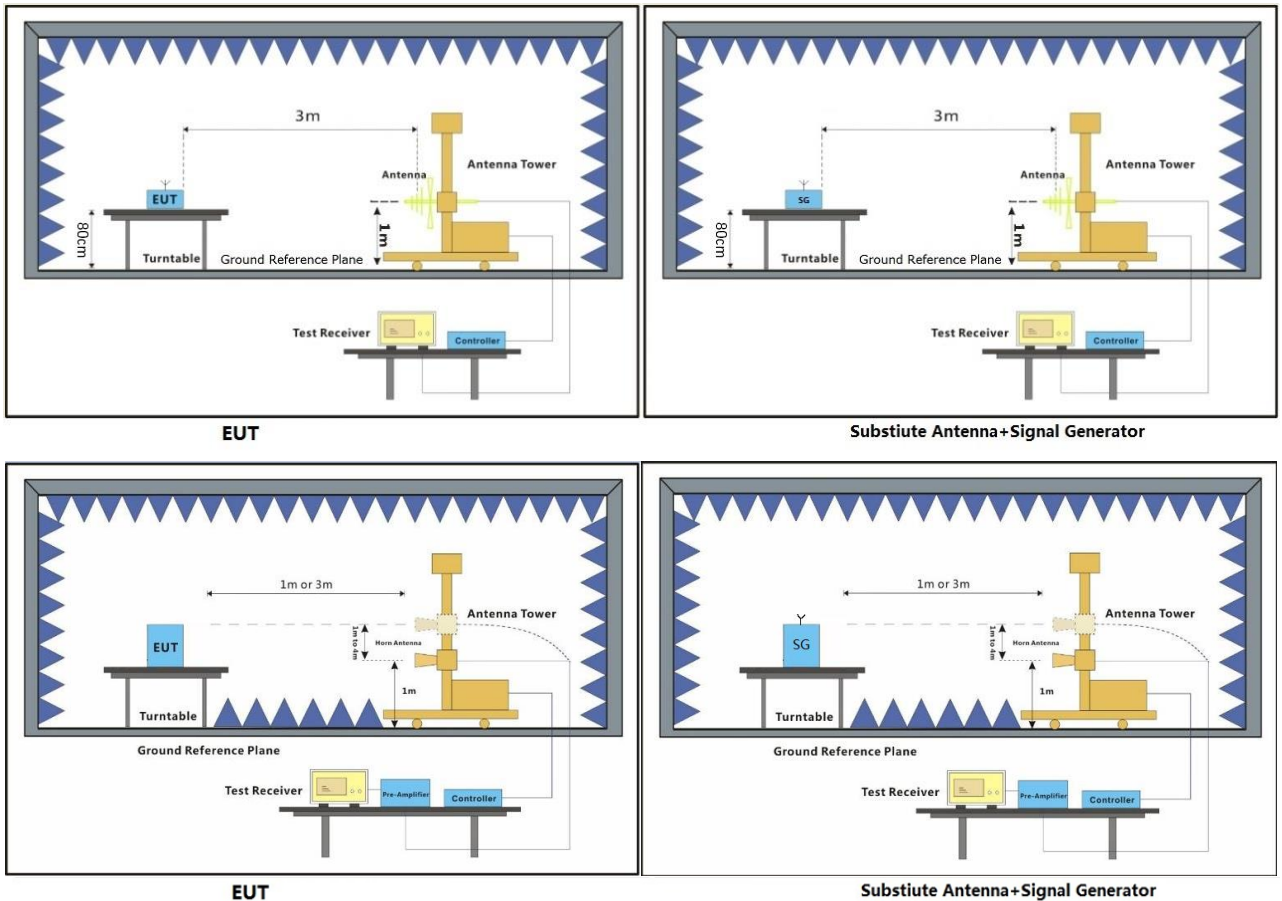 3m
Antenna Tower
Antenna
EUT
80cm
1m
Turntable
Ground Reference Plane
Test Receiver
Controller
EUT
3m
Antenna Tower
Antenna
SG
80cm
1m
Turntable
Ground Reference Plane
Test Receiver
Controller
Substiute Antenna+Signal Generator
1m or 3m
Antenna Tower
1m to 4m
Horn Antenna
EUT
1m
Turntable
Ground Reference Plane
Test Receiver
Pre-Amplifier
Controller
EUT
1m or 3m
Antenna Tower
1m to 4m
Horn Antenna
SG
1m
Turntable
Ground Reference Plane
Test Receiver
Pre-Amplifier
Controller
Substiute Antenna+Signal Generator